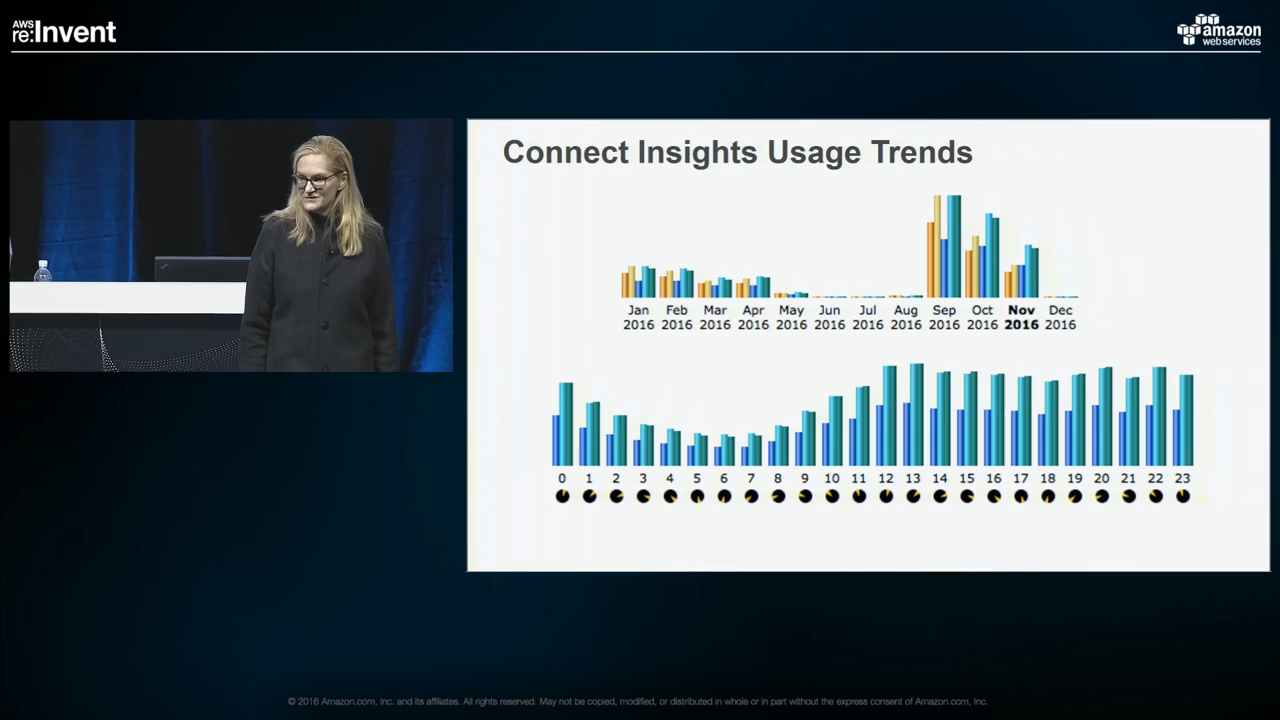 AWS
re:Invent
amazon
webservices
Connect Insights Usage Trends
Jan Feb Mar Apr May Jun Jul Aug Sep Oct Nov Dec
2016 2016 2016 2016 2016 2016 2016 2016 2016 2016 2016 2016
0 1 2 3 4 5 6 7 8 9 10 11 12 13 14 15 16 17 18 19 20 21 22 23
© 2016 Amazon.com, Inc. and its affiliates. All rights reserved. May not be copied, modified, or distributed in whole or in part without the express consent of Amazon.com, Inc.